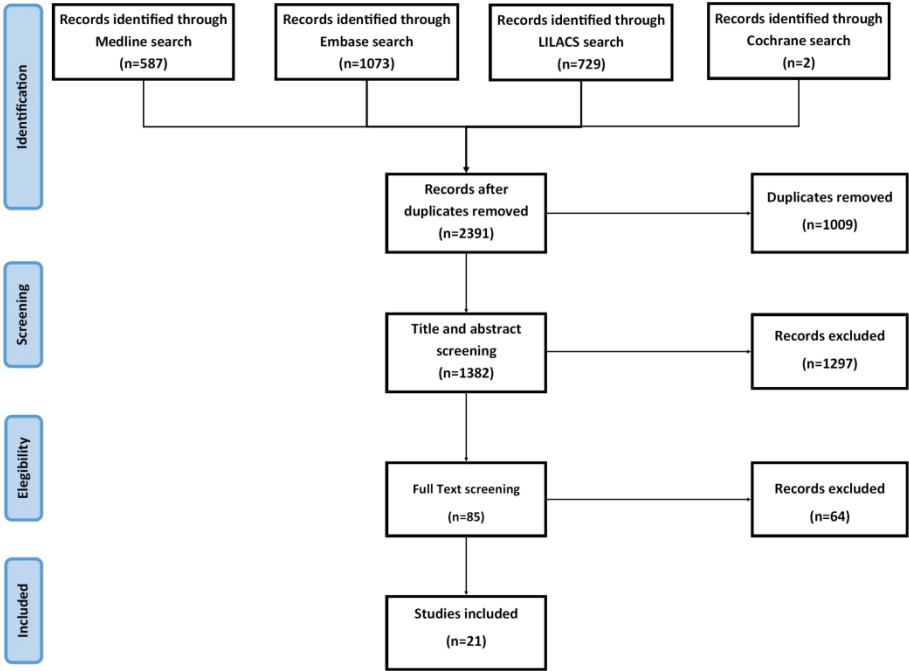 Identification
Records identified through
Medline search
(n=587)
Records identified through
Embase search
(n=1073)
Records identified through
LILACS search
(n=729)
Records identified through
Cochrane search
(n=2)
Records after
duplicates removed
(n=2391)
Duplicates removed
(n=1009)
Screening
Title and abstract
screening
(n=1382)
Records excluded
(n=1297)
Elegibility
Full Text screening
(n=85)
Records excluded
(n=64)
Included
Studies included
(n=21)